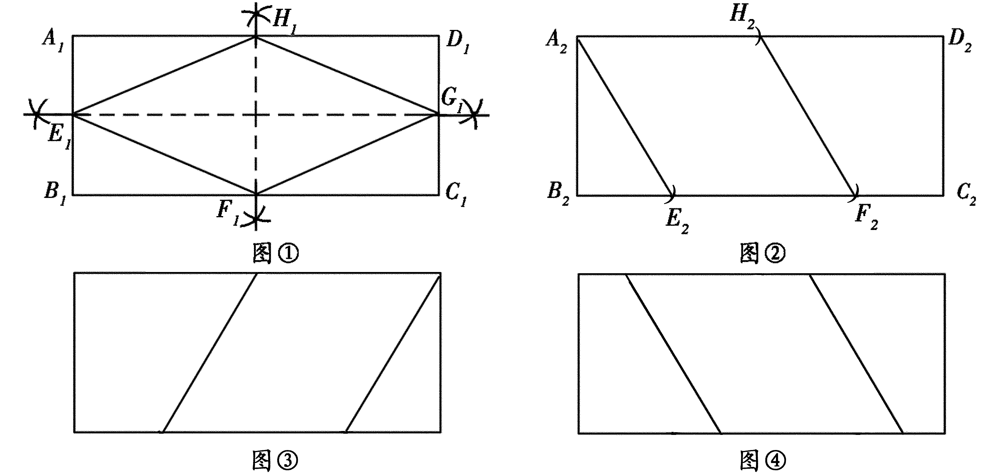 H₁ H₂
A₁ D₁ A₂ D₂
G₁
E₁
B₁ C₁ B₂ C₂
F₁ E₂ F₂
图① 图②
图③ 图④